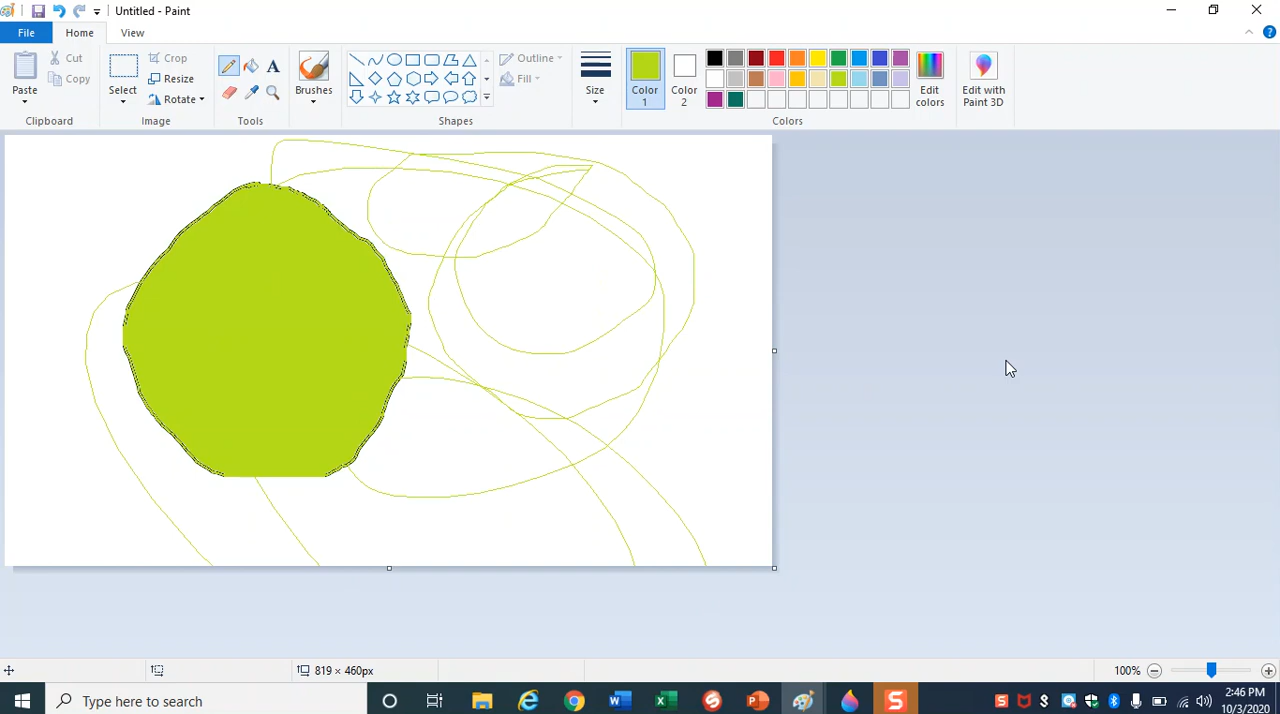 Untitled - Paint
File
Home
View
Paste
Cut
Copy
Clipboard
Select
Crop
Resize
Rotate
Image
A
Tools
Brushes
Outline
Fill
Shapes
Size
Color
1
Color
2
Edit
colors
Edit with
Paint 3D
Colors
819 × 460px
100%
Type here to search
2:46 PM
10/3/2020